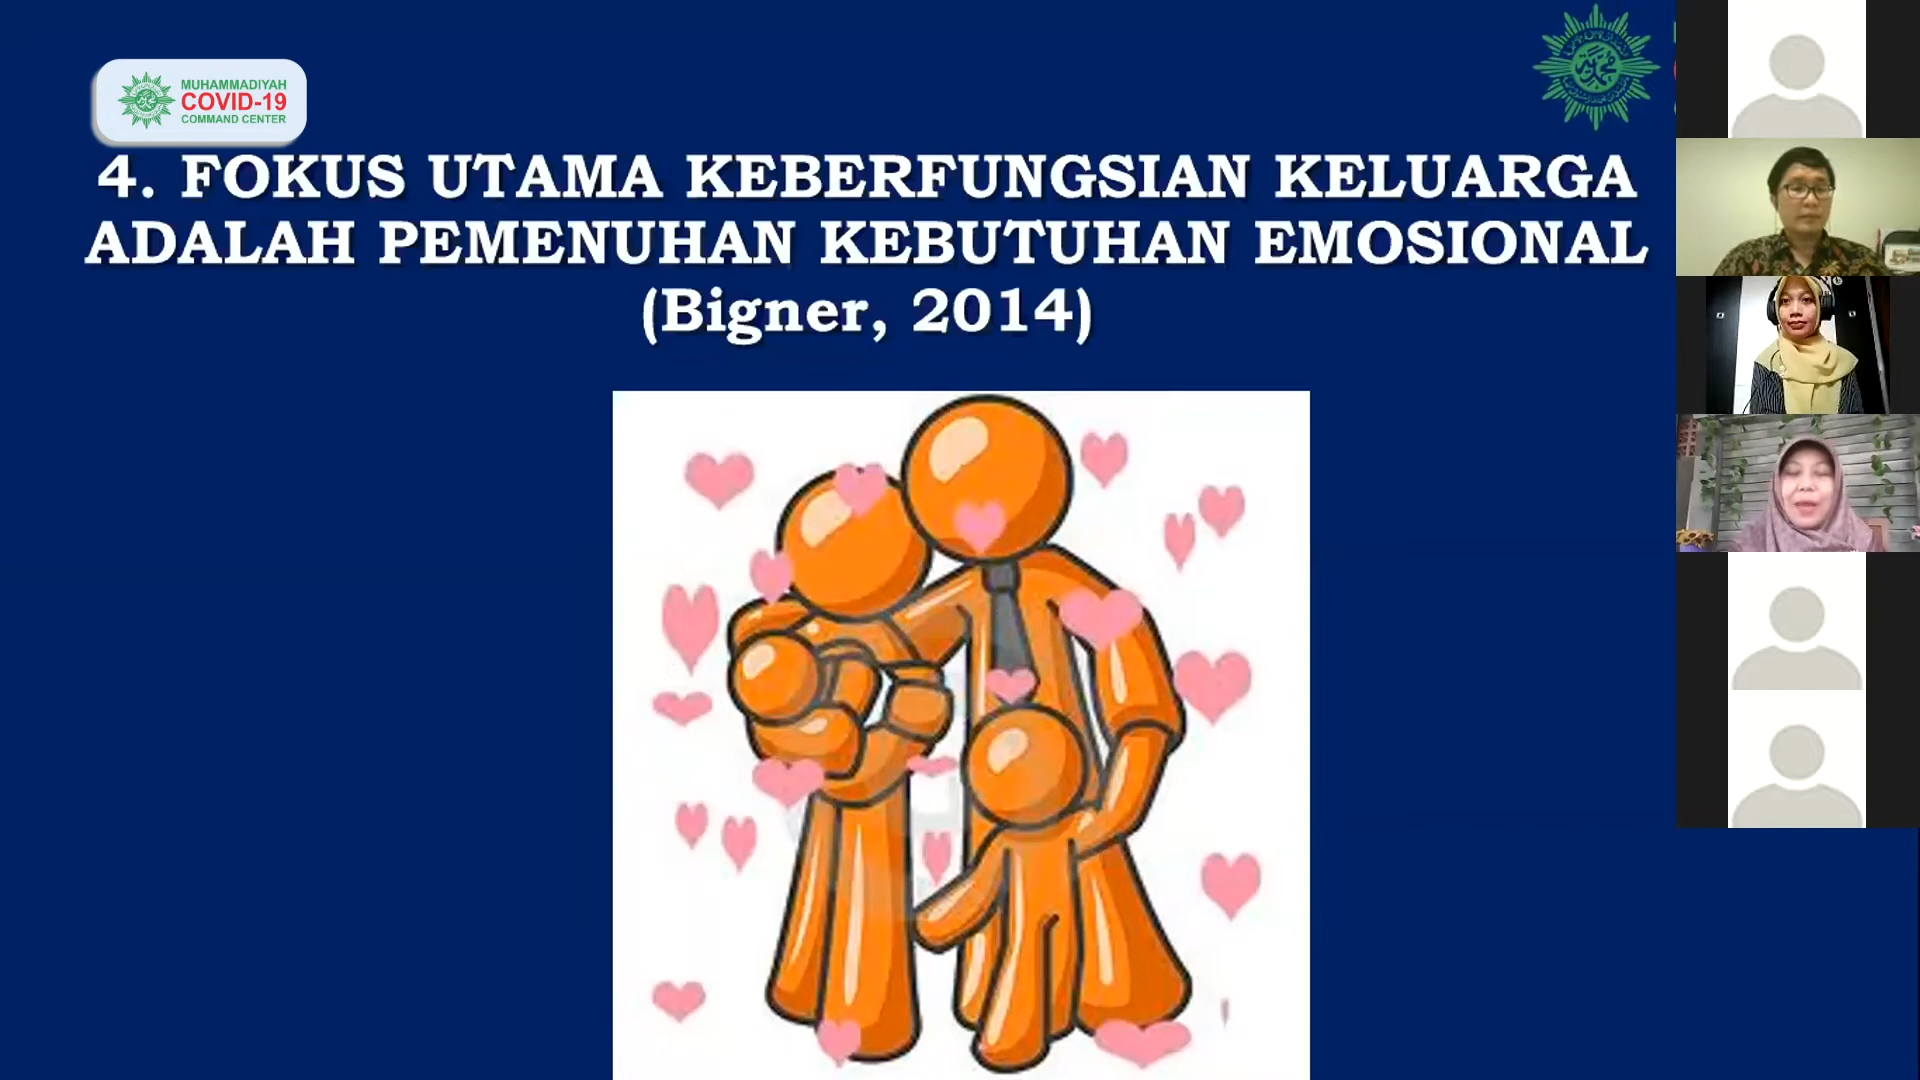 MUHAMMADIYAH
COVID-19
COMMAND CENTER
4. FOKUS UTAMA KEBERFUNGSIAN KELUARGA
ADALAH PEMENUHAN KEBUTUHAN EMOSIONAL
(Bigner, 2014)